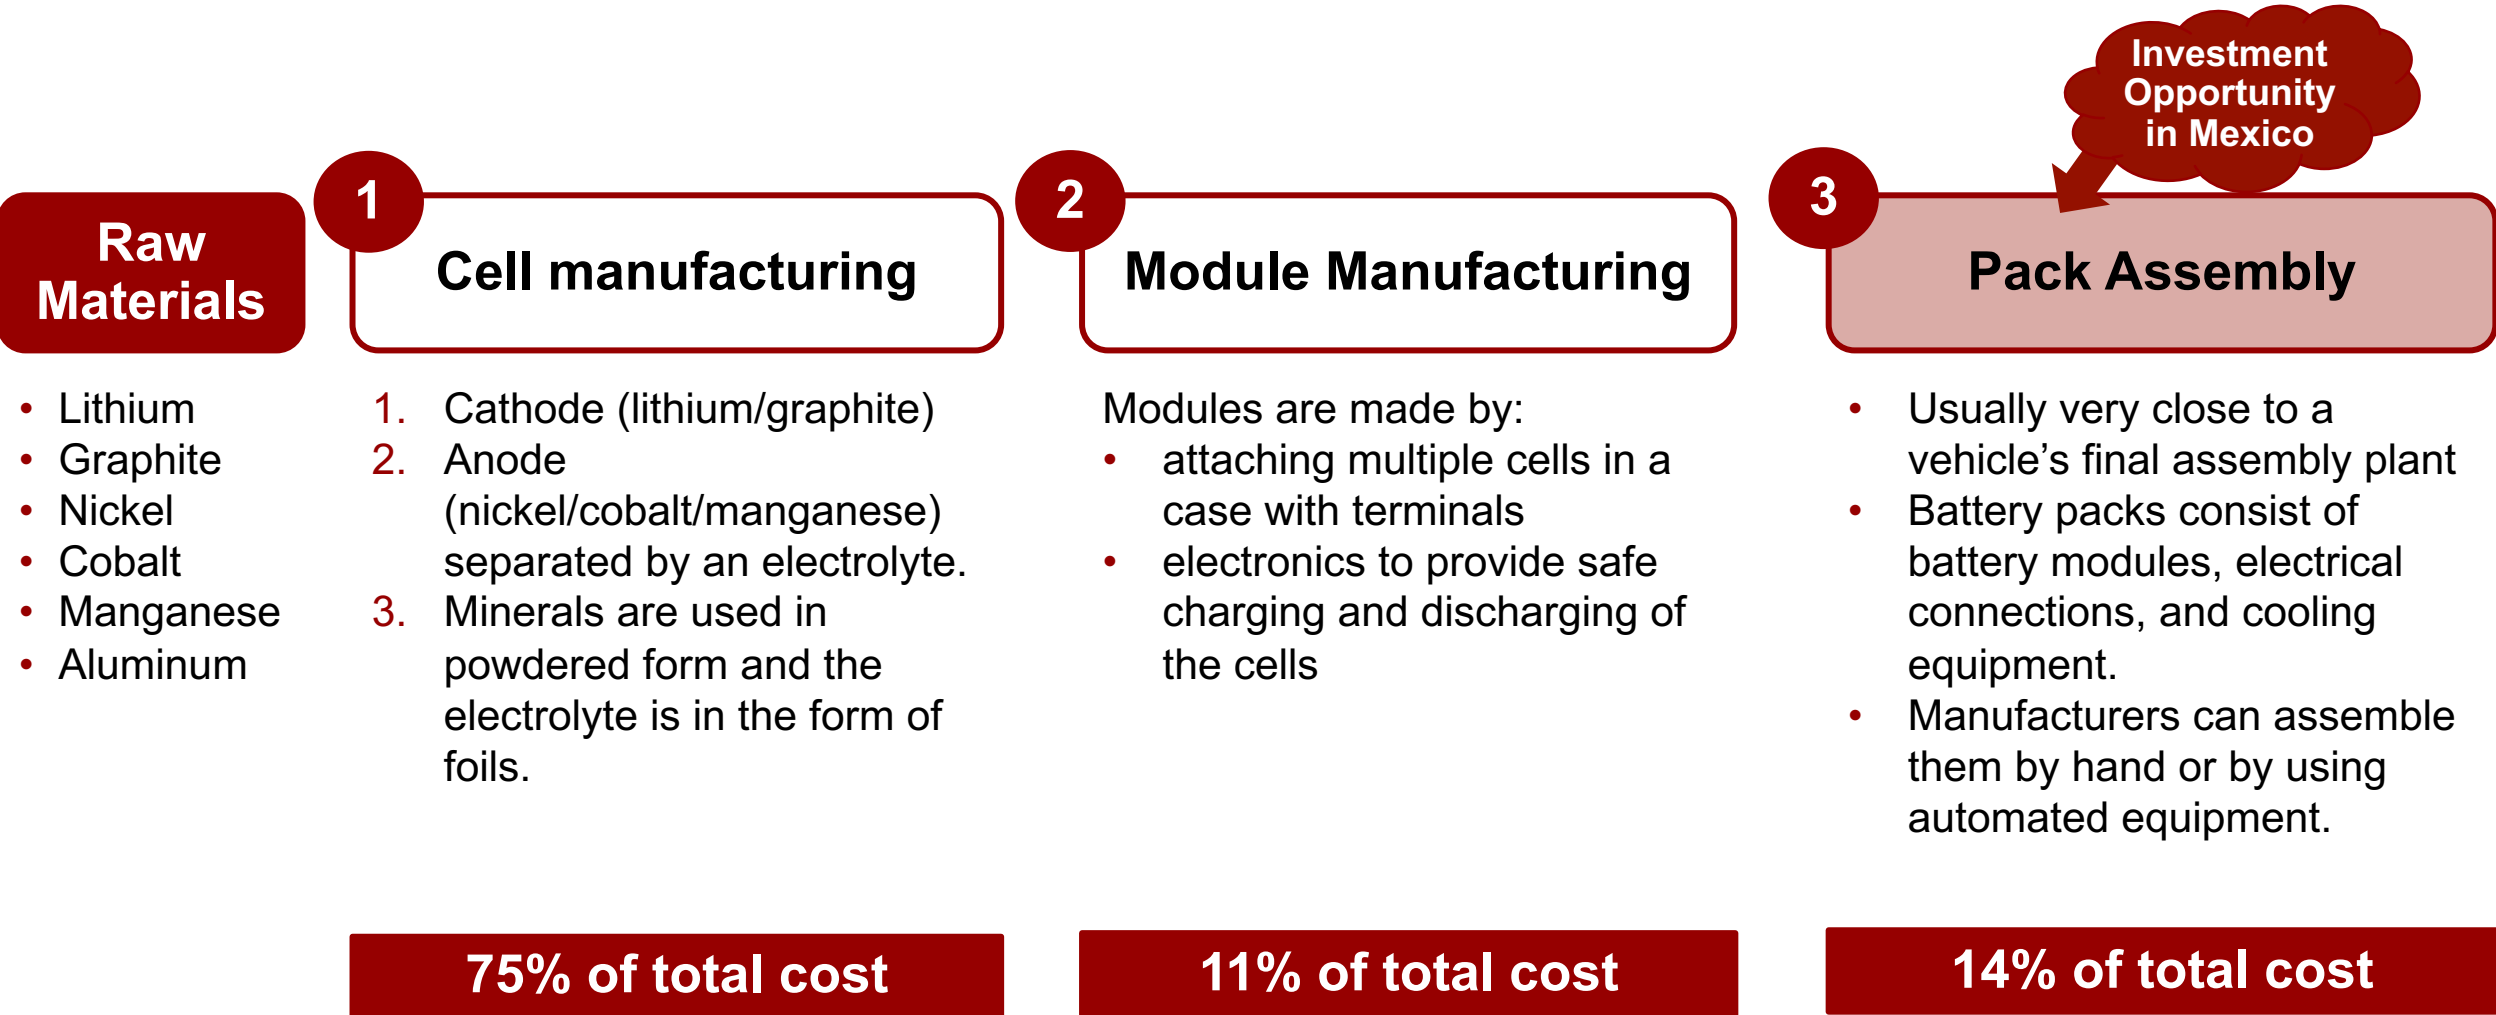 Investment
Opportunity
in Mexico
Raw
Materials
• Lithium
• Graphite
• Nickel
• Cobalt
• Manganese
• Aluminum
1
Cell manufacturing
1. Cathode (lithium/graphite)
2. Anode
(nickel/cobalt/manganese)
separated by an electrolyte.
3. Minerals are used in
powdered form and the
electrolyte is in the form of
foils.
75% of total cost
2
Module Manufacturing
Modules are made by:
• attaching multiple cells in a
case with terminals
• electronics to provide safe
charging and discharging of
the cells
11% of total cost
3
Pack Assembly
• Usually very close to a
vehicle’s final assembly plant
• Battery packs consist of
battery modules, electrical
connections, and cooling
equipment.
• Manufacturers can assemble
them by hand or by using
automated equipment.
14% of total cost